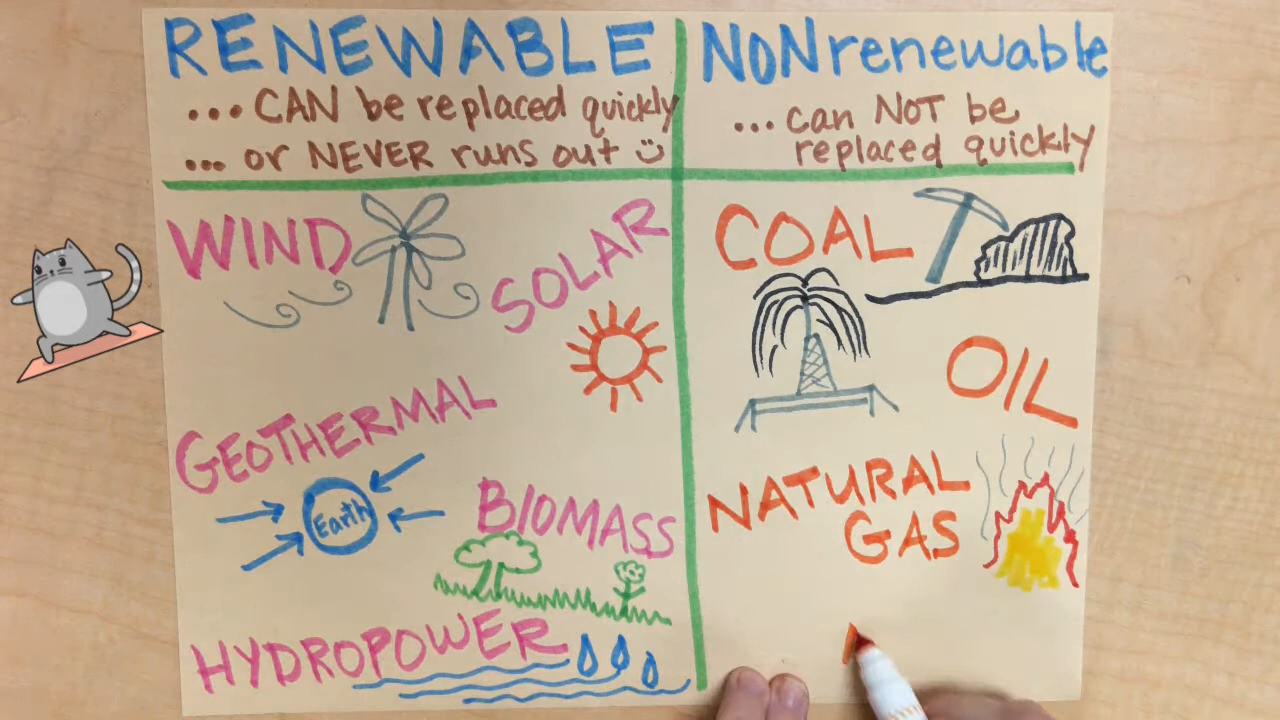 RENEWABLE
...CAN be replaced quickly
... or NEVER runs out
WIND
SOLAR
GEOTHERMAL
Earth
BIOMASS
HYDROPOWER
NONrenewable
...can NOT be
replaced quickly
COAL
OIL
NATURAL
GAS